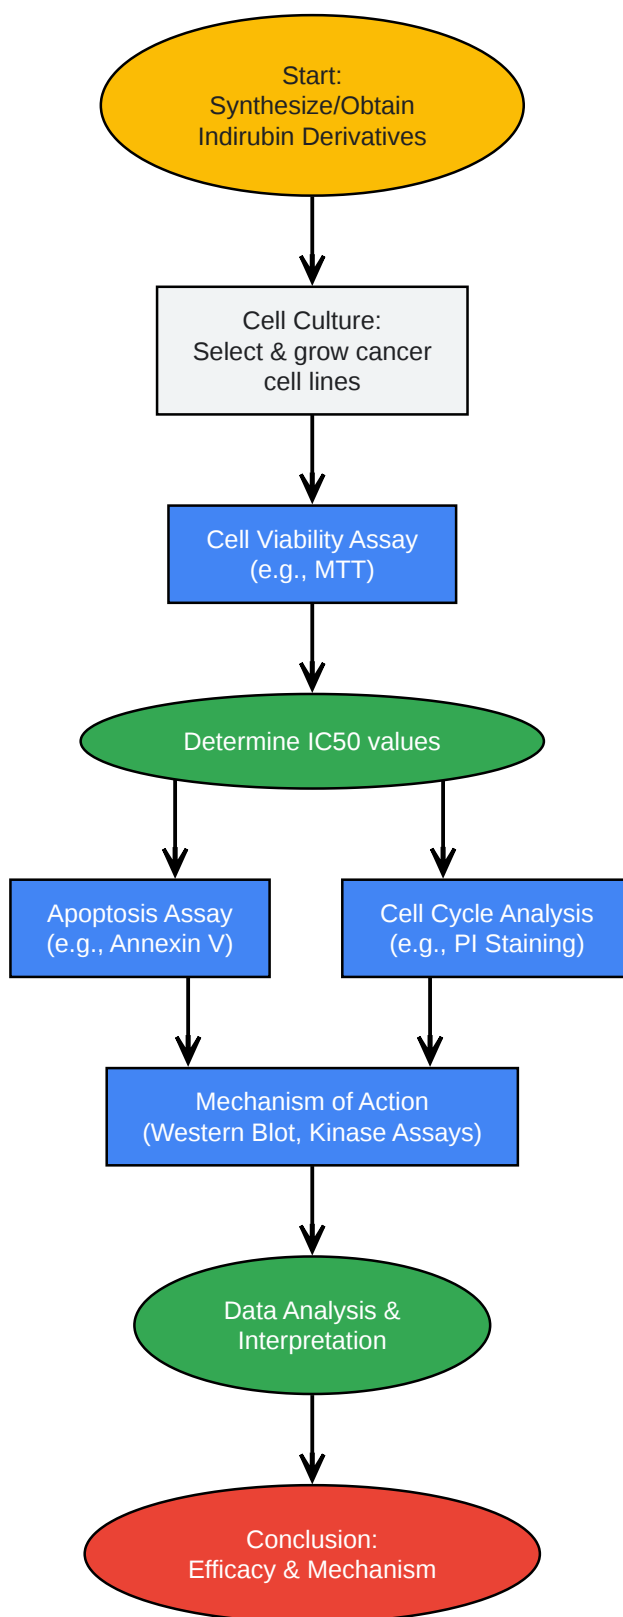 Start:
Synthesize/Obtain
Indirubin Derivatives
Cell Culture:
Select & grow cancer
cell lines
Cell Viability Assay
(e.g., MTT)
Determine IC50 values
Apoptosis Assay
(e.g., Annexin V)
Cell Cycle Analysis
(e.g., PI Staining)
Mechanism of Action
(Western Blot, Kinase Assays)
Data Analysis &
Interpretation
Conclusion:
Efficacy & Mechanism